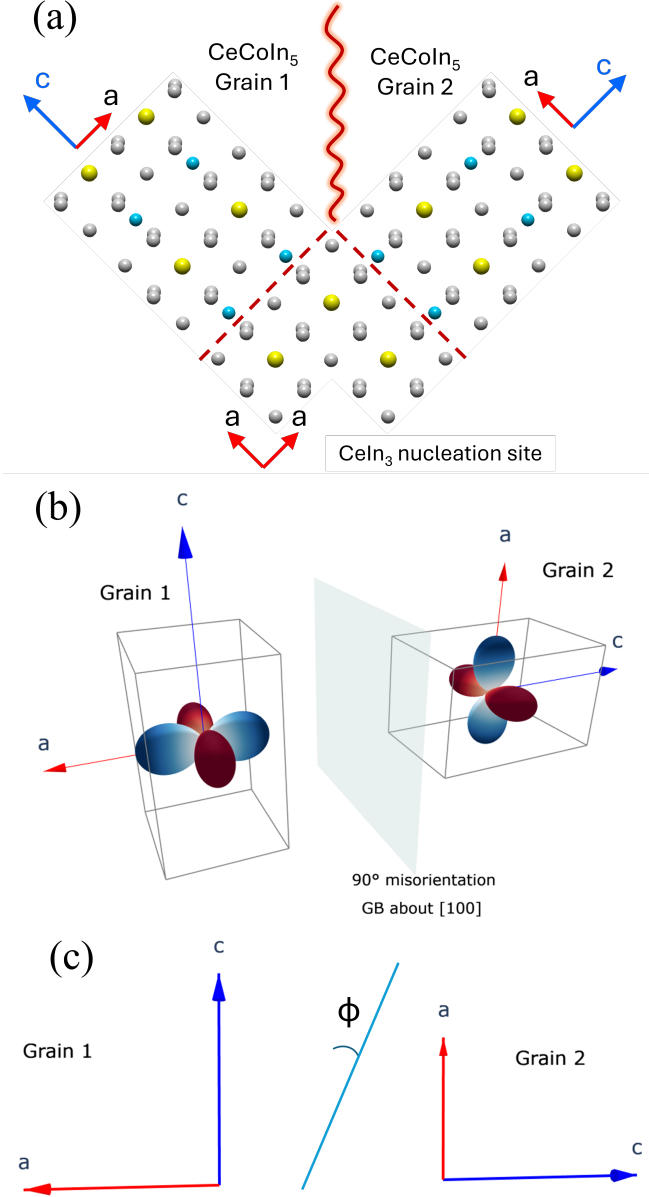 (a)
CeCoIn₅
Grain 1
CeCoIn₅
Grain 2
c
a
a
c
a
a
CeIn₃ nucleation site
(b)
c
Grain 1
a
a
Grain 2
c
90° misorientation
GB about [100]
(c)
c
Grain 1
a
ϕ
a
Grain 2
c